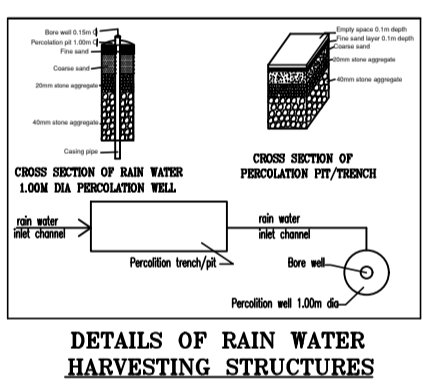 Bore well 0.15m
Percolation pit 1.00m
Fine sand
Coarse sand
20mm stone aggregate
40mm stone aggregate
Casing pipe
CROSS SECTION OF RAIN WATER
1.00M DIA PERCOLATION WELL
Empty space 0.1m depth
Fine sand layer 0.1m depth
Coarse sand
20mm stone aggregate
40mm stone aggregate
CROSS SECTION OF
PERCOLATION PIT/TRENCH
rain water
inlet channel
Percolition trench/pit
rain water
inlet channel
Bore well
Percolition well 1.00m dia
DETAILS OF RAIN WATER
HARVESTING STRUCTURES